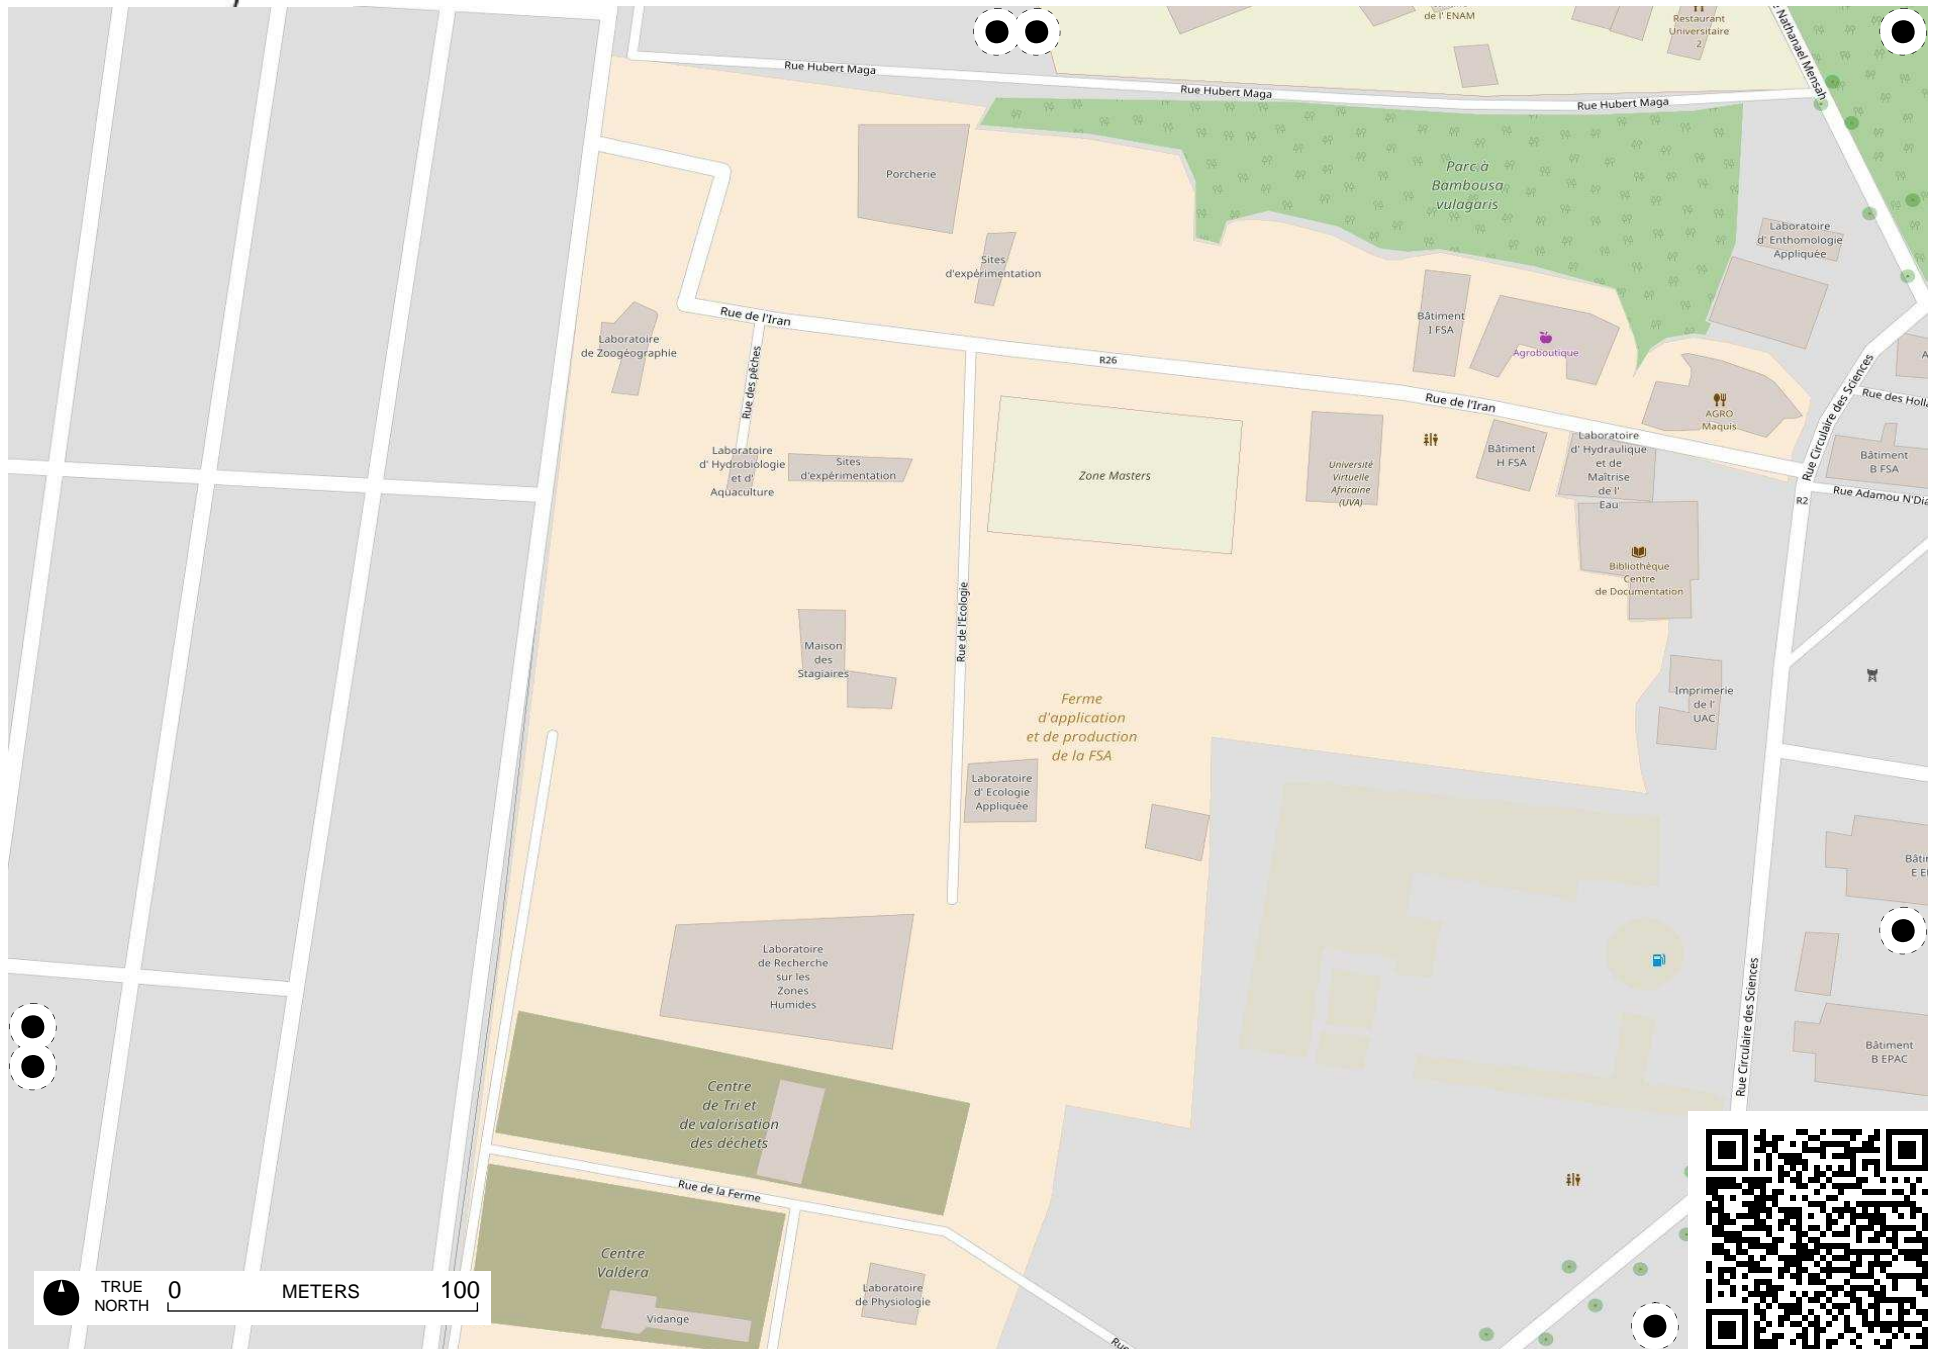 de l' ENAM
Restaurant
Universitaire
2
Nathanael Mensah
Rue Hubert Maga
Rue Hubert Maga
Rue Hubert Maga
Porcherie
Parc à
Bambousa
vulagaris
Laboratoire
d' Enthomologie
Appliquée
Sites
d'expérimentation
Rue de l'Iran
Bâtiment
I FSA
Agroboutique
Laboratoire
de Zoogéographie
Rue des pêches
R26
Rue de l'Iran
AGRO
Maquis
Rue Circulaire des Sciences
Rue des Holl
Laboratoire
d' Hydrobiologie
et d'
Aquaculture
Sites
d'expérimentation
Zone Masters
Université
Virtuelle
Africaine
(UVA)
Bâtiment
H FSA
Laboratoire
d' Hydraulique
et de
Maîtrise
de l'
Eau
Bâtiment
B FSA
R2
Rue Adamou N'Dia
Bibliothèque
Centre
de Documentation
Rue de l'Ecologie
Maison
des
Stagiaires
Ferme
d'application
et de production
de la FSA
Imprimerie
de l'
UAC
Laboratoire
d' Ecologie
Appliquée
Bâti
E E
Laboratoire
de Recherche
sur les
Zones
Humides
Rue Circulaire des Sciences
Bâtiment
B EPAC
Centre
de Tri et
de valorisation
des déchets
Rue de la Ferme
Centre
Valdera
Laboratoire
de Physiologie
Vidange
Rue
TRUE
NORTH
0 METERS 100